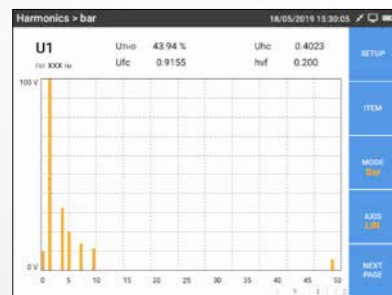 Harmonics > bar
18/05/2019 15:30:05
U1
43.94 %
Uhc 0.4023
Ufc 0.9155
hvf 0.200
SETUP
ITEM
MODE
Bar
AXIS
LIN
NEXT
PAGE
100 V
0 V
0 5 10 15 20 25 30 35 40 45 50